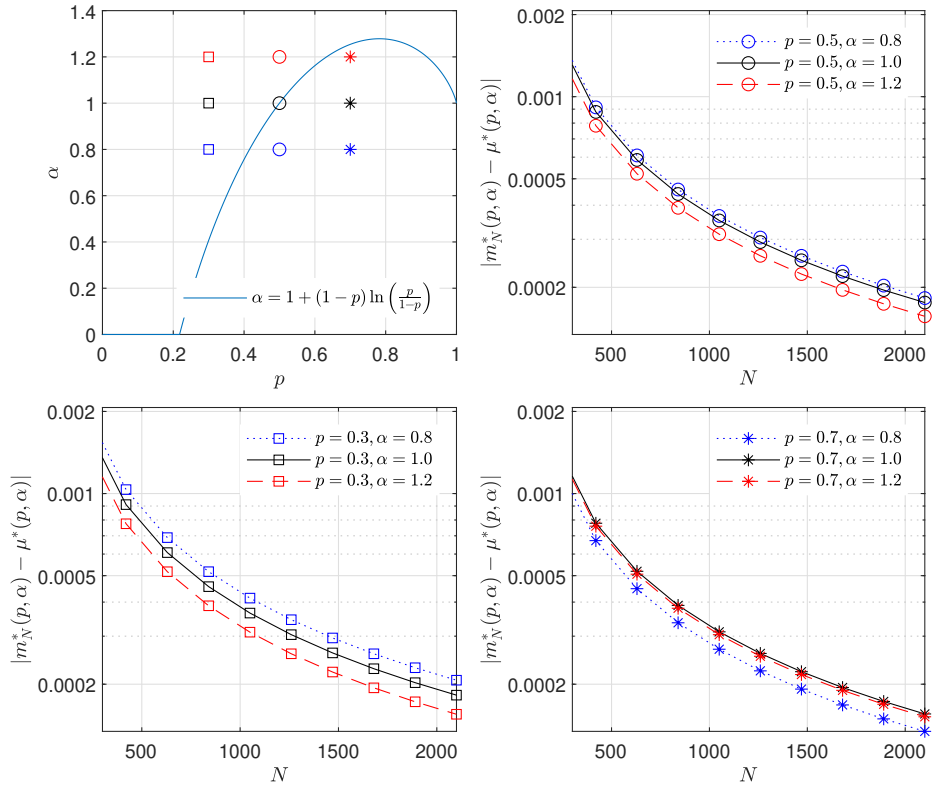 1.4
1.2
1
0.8
0.6
0.4
0.2
0
α
α = 1 + (1 − p) ln (p/1−p)
0 0.2 0.4 0.6 0.8 1
p
0.002
0.001
0.0005
0.0002
|m*_N(p, α) − μ*(p, α)|
p = 0.5, α = 0.8
p = 0.5, α = 1.0
p = 0.5, α = 1.2
500 1000 1500 2000
N
0.002
0.001
0.0005
0.0002
|m*_N(p, α) − μ*(p, α)|
p = 0.3, α = 0.8
p = 0.3, α = 1.0
p = 0.3, α = 1.2
500 1000 1500 2000
N
0.002
0.001
0.0005
0.0002
|m*_N(p, α) − μ*(p, α)|
p = 0.7, α = 0.8
p = 0.7, α = 1.0
p = 0.7, α = 1.2
500 1000 1500 2000
N